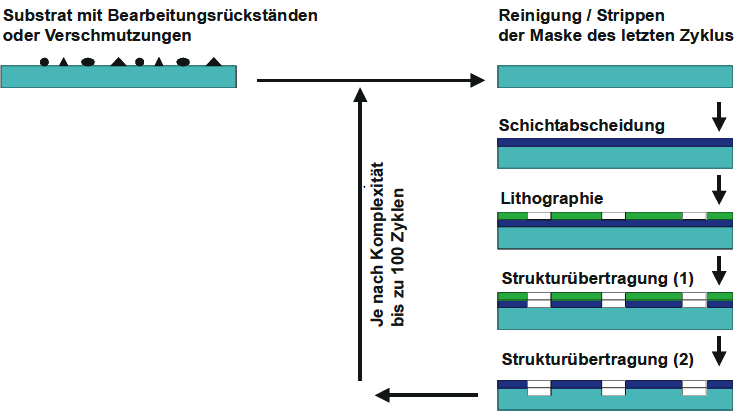 Substrat mit Bearbeitungsrückständen
oder Verschmutzungen
Reinigung / Strippen
der Maske des letzten Zyklus
Schichtabscheidung
Lithographie
Strukturübertragung (1)
Strukturübertragung (2)
Je nach Komplexität
bis zu 100 Zyklen